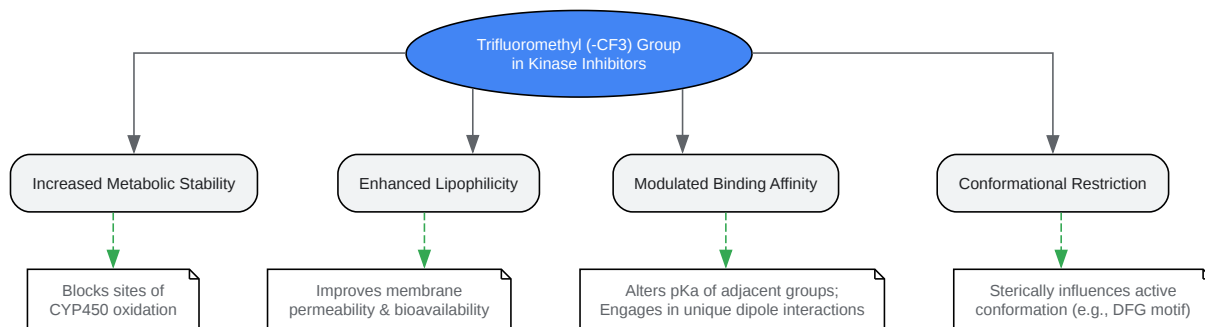 Trifluoromethyl (-CF3) Group
in Kinase Inhibitors
Increased Metabolic Stability
Enhanced Lipophilicity
Modulated Binding Affinity
Conformational Restriction
Blocks sites of
CYP450 oxidation
Improves membrane
permeability & bioavailability
Alters pKa of adjacent groups;
Engages in unique dipole interactions
Sterically influences active
conformation (e.g., DFG motif)